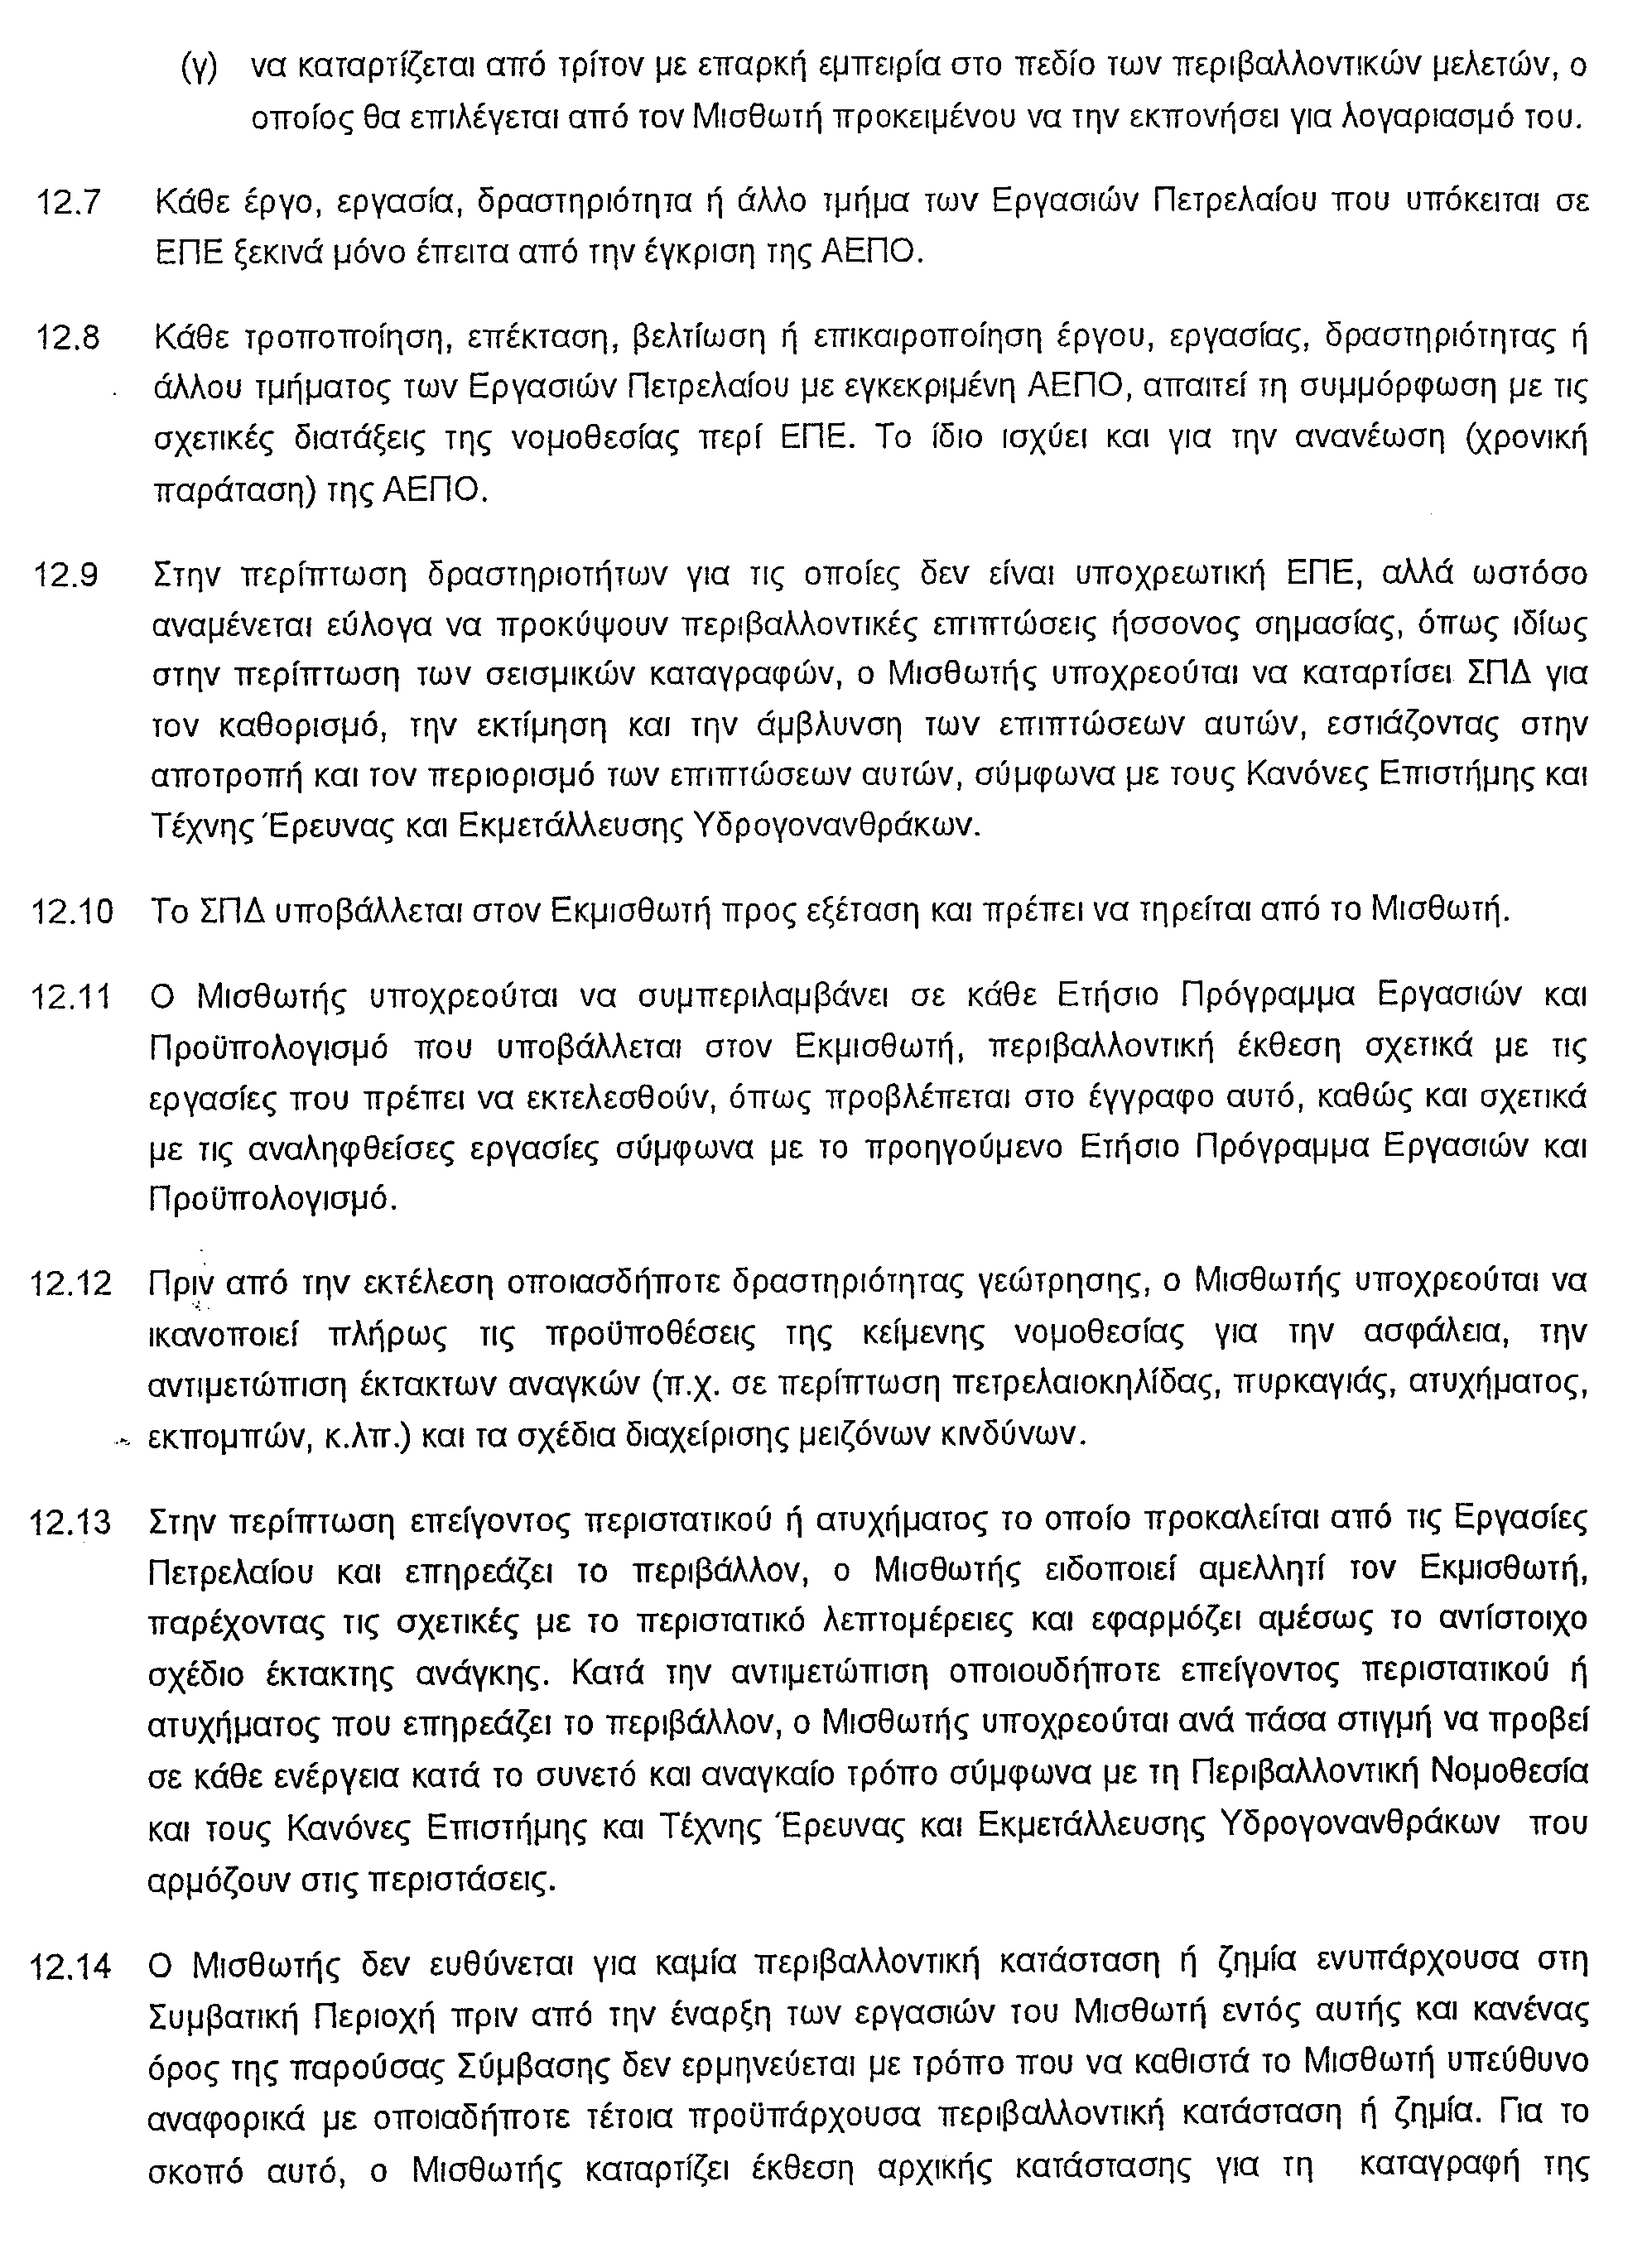 (γ) να καταρτίζεται από τρίτον με επαρκή εμπειρία στο πεδίο των περιβαλλοντικών μελετών, ο
οποίος θα επιλέγεται από τον Μισθωτή προκειμένου να την εκπονήσει για λογαριασμό του.
12.7 Κάθε έργο, εργασία, δραστηριότητα ή άλλο τμήμα των Εργασιών Πετρελαίου που υπόκειται σε
ΕΠΕ ξεκινά μόνο έπειτα από την έγκριση της ΑΕΠΟ.
12.8 Κάθε τροποποίηση, επέκταση, βελτίωση ή επικαιροποίηση έργου, εργασίας, δραστηριότητας ή
άλλου τμήματος των Εργασιών Πετρελαίου με εγκεκριμένη ΑΕΠΟ, απαιτεί τη συμμόρφωση με τις
σχετικές διατάξεις της νομοθεσίας περί ΕΠΕ. Το ίδιο ισχύει και για την ανανέωση (χρονική
παράταση) της ΑΕΠΟ.
12.9 Στην περίπτωση δραστηριοτήτων για τις οποίες δεν είναι υποχρεωτική ΕΠΕ, αλλά ωστόσο
αναμένεται εύλογα να προκύψουν περιβαλλοντικές επιπτώσεις ήσσονος σημασίας, όπως ιδίως
στην περίπτωση των σεισμικών καταγραφών, ο Μισθωτής υποχρεούται να καταρτίσει ΣΠΔ για
τον καθορισμό, την εκτίμηση και την άμβλυνση των επιπτώσεων αυτών, εστιάζοντας στην
αποτροπή και τον περιορισμό των επιπτώσεων αυτών, σύμφωνα με τους Κανόνες Επιστήμης και
Τέχνης Έρευνας και Εκμετάλλευσης Υδρογονανθράκων.
12.10 Το ΣΠΔ υποβάλλεται στον Εκμισθωτή προς εξέταση και πρέπει να τηρείται από το Μισθωτή.
12.11 Ο Μισθωτής υποχρεούται να συμπεριλαμβάνει σε κάθε Ετήσιο Πρόγραμμα Εργασιών και
Προϋπολογισμό που υποβάλλεται στον Εκμισθωτή, περιβαλλοντική έκθεση σχετικά με τις
εργασίες που πρέπει να εκτελεσθούν, όπως προβλέπεται στο έγγραφο αυτό, καθώς και σχετικά
με τις αναληφθείσες εργασίες σύμφωνα με το προηγούμενο Ετήσιο Πρόγραμμα Εργασιών και
Προϋπολογισμό.
12.12 Πριν από την εκτέλεση οποιασδήποτε δραστηριότητας γεώτρησης, ο Μισθωτής υποχρεούται να
ικανοποιεί πλήρως τις προϋποθέσεις της κείμενης νομοθεσίας για την ασφάλεια, την
αντιμετώπιση έκτακτων αναγκών (π.χ. σε περίπτωση πετρελαιοκηλίδας, πυρκαγιάς, ατυχήματος,
εκπομπών, κ.λπ.) και τα σχέδια διαχείρισης μειζόνων κινδύνων.
12.13 Στην περίπτωση επείγοντος περιστατικού ή ατυχήματος το οποίο προκαλείται από τις Εργασίες
Πετρελαίου και επηρεάζει το περιβάλλον, ο Μισθωτής ειδοποιεί αμελλητί τον Εκμισθωτή,
παρέχοντας τις σχετικές με το περιστατικό λεπτομέρειες και εφαρμόζει αμέσως το αντίστοιχο
σχέδιο έκτακτης ανάγκης. Κατά την αντιμετώπιση οποιουδήποτε επείγοντος περιστατικού ή
ατυχήματος που επηρεάζει το περιβάλλον, ο Μισθωτής υποχρεούται ανά πάσα στιγμή να προβεί
σε κάθε ενέργεια κατά το συνετό και αναγκαίο τρόπο σύμφωνα με τη Περιβαλλοντική Νομοθεσία
και τους Κανόνες Επιστήμης και Τέχνης Έρευνας και Εκμετάλλευσης Υδρογονανθράκων που
αρμόζουν στις περιστάσεις.
12.14 Ο Μισθωτής δεν ευθύνεται για καμία περιβαλλοντική κατάσταση ή ζημία ενυπάρχουσα στη
Συμβατική Περιοχή πριν από την έναρξη των εργασιών του Μισθωτή εντός αυτής και κανένας
όρος της παρούσας Σύμβασης δεν ερμηνεύεται με τρόπο που να καθιστά το Μισθωτή υπεύθυνο
αναφορικά με οποιαδήποτε τέτοια προϋπάρχουσα περιβαλλοντική κατάσταση ή ζημία. Για το
σκοπό αυτό, ο Μισθωτής καταρτίζει έκθεση αρχικής κατάστασης για τη καταγραφή της